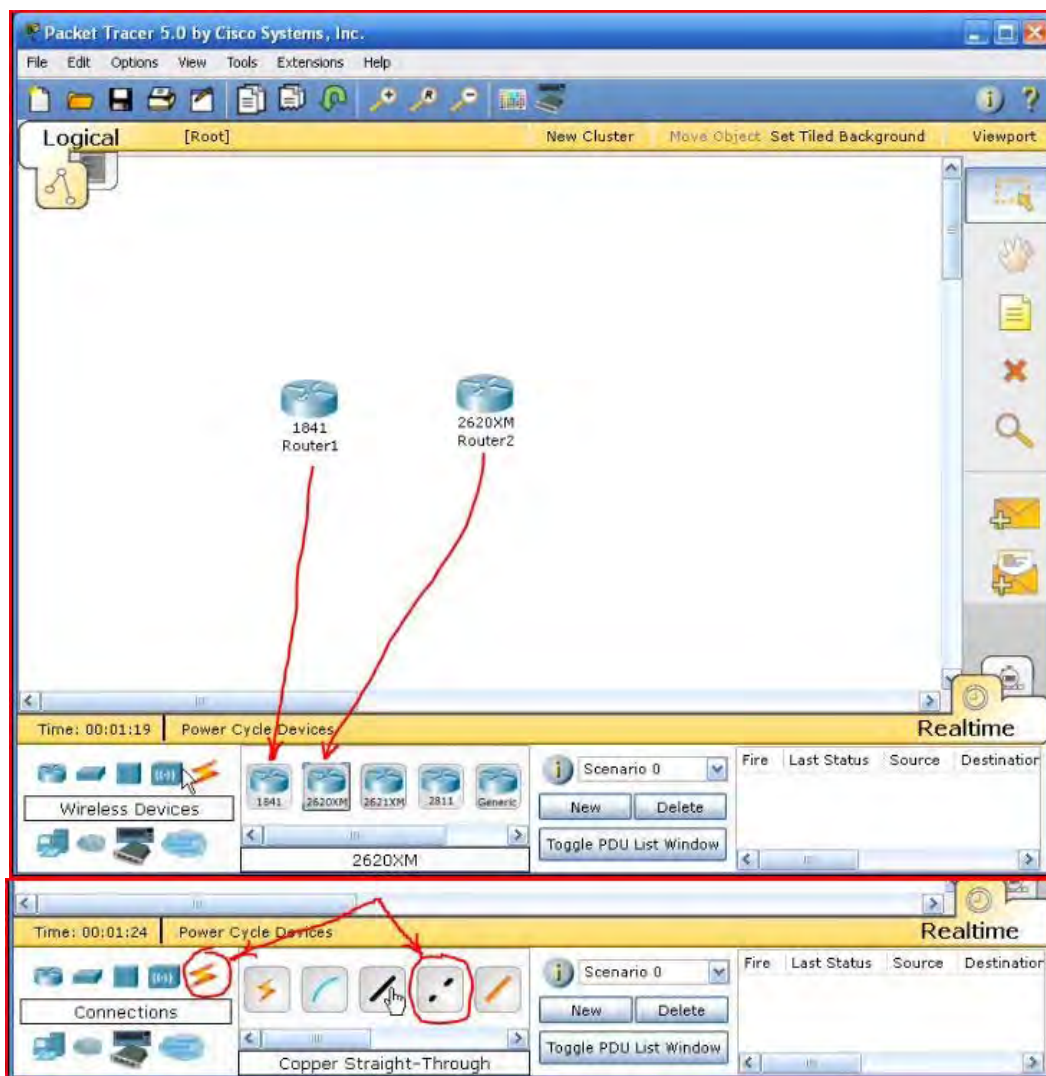 Packet Tracer 5.0 by Cisco Systems, Inc.
File Edit Options View Tools Extensions Help
Logical [Root] New Cluster Move Object Set Tiled Background Viewport
1841
Router1
2620XM
Router2
Time: 00:01:19 Power Cycle Devices Realtime
Wireless Devices
1841 2620XM 2621XM 2811 Generic
2620XM
Scenario 0
New Delete
Toggle PDU List Window
Fire Last Status Source Destination
Time: 00:01:24 Power Cycle Devices Realtime
Connections
Copper Straight-Through
Scenario 0
New Delete
Toggle PDU List Window
Fire Last Status Source Destination